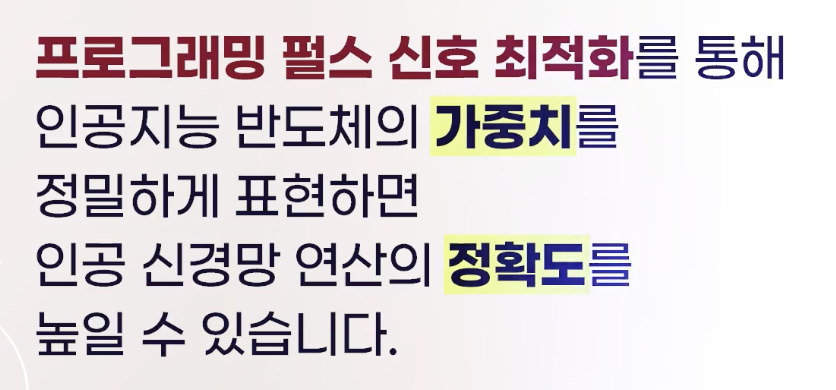 프로그래밍 펄스 신호 최적화를 통해
인공지능 반도체의 가중치를
정밀하게 표현하면
인공 신경망 연산의 정확도를
높일 수 있습니다.